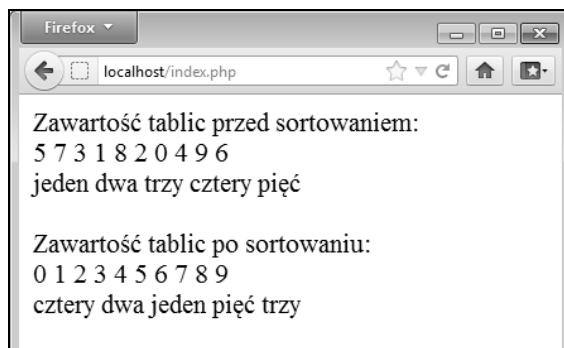 Firefox
localhost/index.php
Zawartość tablic przed sortowaniem:
5 7 3 1 8 2 0 4 9 6
jeden dwa trzy cztery pięć
Zawartość tablic po sortowaniu:
0 1 2 3 4 5 6 7 8 9
cztery dwa jeden pięć trzy